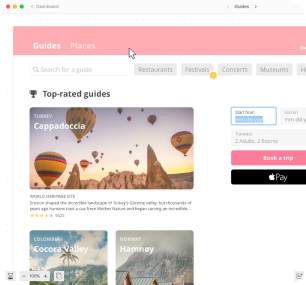 Dashboard
Guides
Guides Places
Search for a guide
Restaurants
Festivals
Concerts
Museums
Top-rated guides
TURKEY
Cappadoccia
WORLD HERITAGE SITE
Erosion shaped the incredible landscape of Turkey's Göreme valley, but thousands of
years ago humans took a cue from Mother Nature and began carving an incredible...
COLOMBIA
Cocora Valley
NORWAY
Hamnøy
Start from
End on
mm-dd-y
Travelers
2 Adults, 2 Rooms
Book a trip
Pay
100%